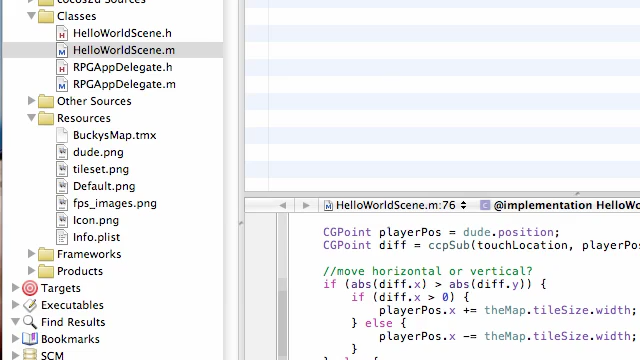 cocos2d Sources
Classes
HelloWorldScene.h
HelloWorldScene.m
RPGAppDelegate.h
RPGAppDelegate.m
Other Sources
Resources
BuckysMap.tmx
dude.png
tileset.png
Default.png
fps_images.png
Icon.png
Info.plist
Frameworks
Products
Targets
Executables
Find Results
Bookmarks
SCM
HelloWorldScene.m:76 @implementation HelloWo
CGPoint playerPos = dude.position;
CGPoint diff = ccpSub(touchLocation, playerPos
//move horizontal or vertical?
if (abs(diff.x) > abs(diff.y)) {
if (diff.x > 0) {
playerPos.x += theMap.tileSize.width;
} else {
playerPos.x -= theMap.tileSize.width;
}
} else {